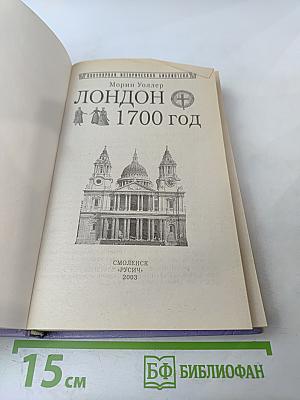 ПОПУЛЯРНАЯ ИСТОРИЧЕСКАЯ БИБЛИОТЕКА
Морин Уоллер
ЛОНДОН
1700 год
СМОЛЕНСК
«РУСИЧ»
2003
15 см
БФ БИБЛИОФАН